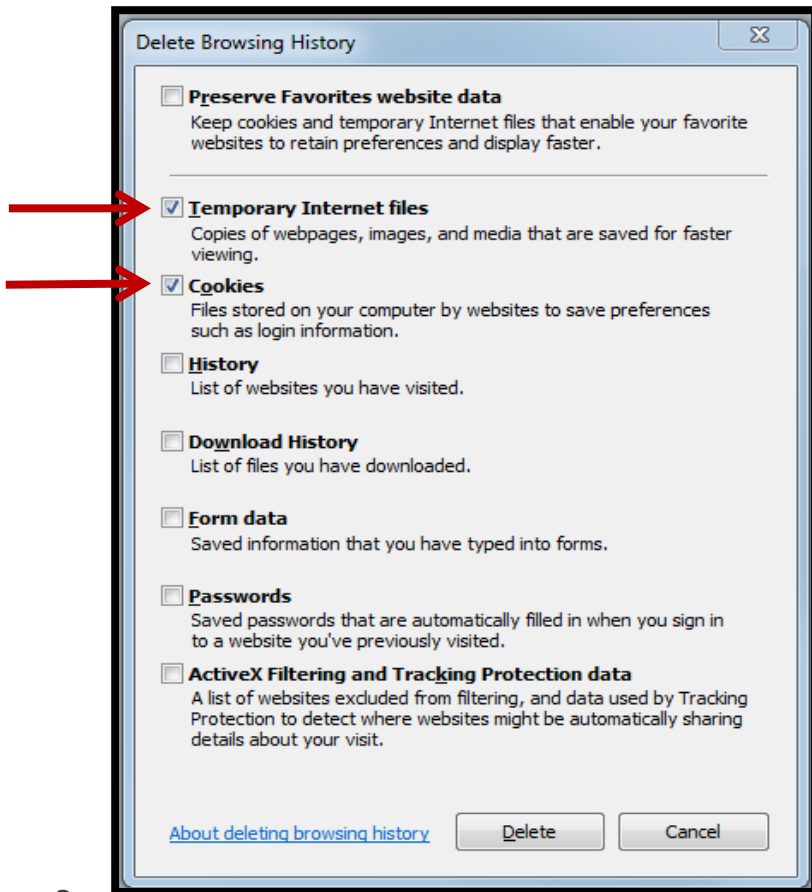 Delete Browsing History
Preserve Favorites website data
Keep cookies and temporary Internet files that enable your favorite
websites to retain preferences and display faster.
Temporary Internet files
Copies of webpages, images, and media that are saved for faster
viewing.
Cookies
Files stored on your computer by websites to save preferences
such as login information.
History
List of websites you have visited.
Download History
List of files you have downloaded.
Form data
Saved information that you have typed into forms.
Passwords
Saved passwords that are automatically filled in when you sign in
to a website you've previously visited.
ActiveX Filtering and Tracking Protection data
A list of websites excluded from filtering, and data used by Tracking
Protection to detect where websites might be automatically sharing
details about your visit.
About deleting browsing history Delete Cancel